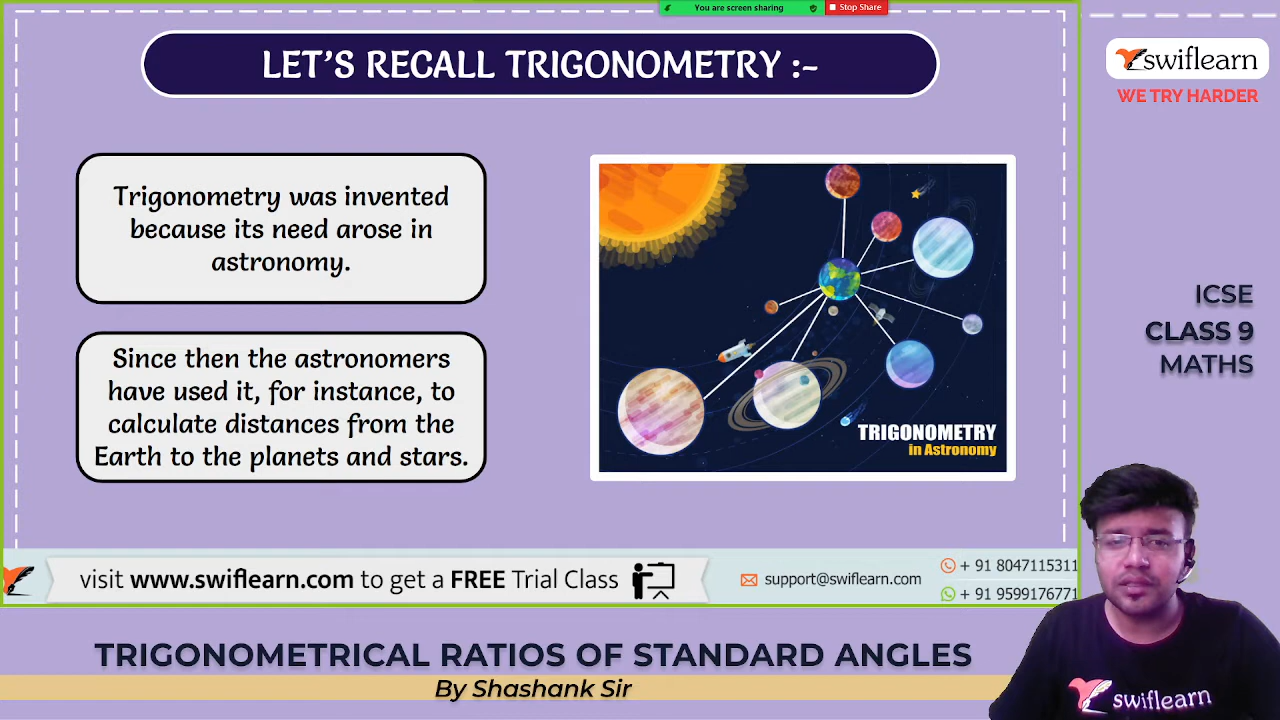 You are screen sharing
Stop Share
LET'S RECALL TRIGONOMETRY :-
swiflearn
WE TRY HARDER
Trigonometry was invented
because its need arose in
astronomy.
Since then the astronomers
have used it, for instance, to
calculate distances from the
Earth to the planets and stars.
TRIGONOMETRY
in Astronomy
ICSE
CLASS 9
MATHS
visit www.swiflearn.com to get a FREE Trial Class
support@swiflearn.com
+ 91 8047115311
+ 91 9599176771
TRIGONOMETRICAL RATIOS OF STANDARD ANGLES
By Shashank Sir
swiflearn